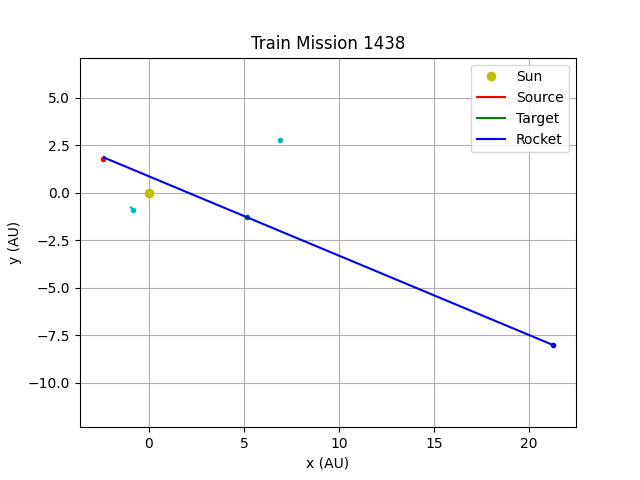 Train Mission 1438
Sun
Source
Target
Rocket
5.0
2.5
0.0
−2.5
−5.0
−7.5
−10.0
y (AU)
0 5 10 15 20
x (AU)